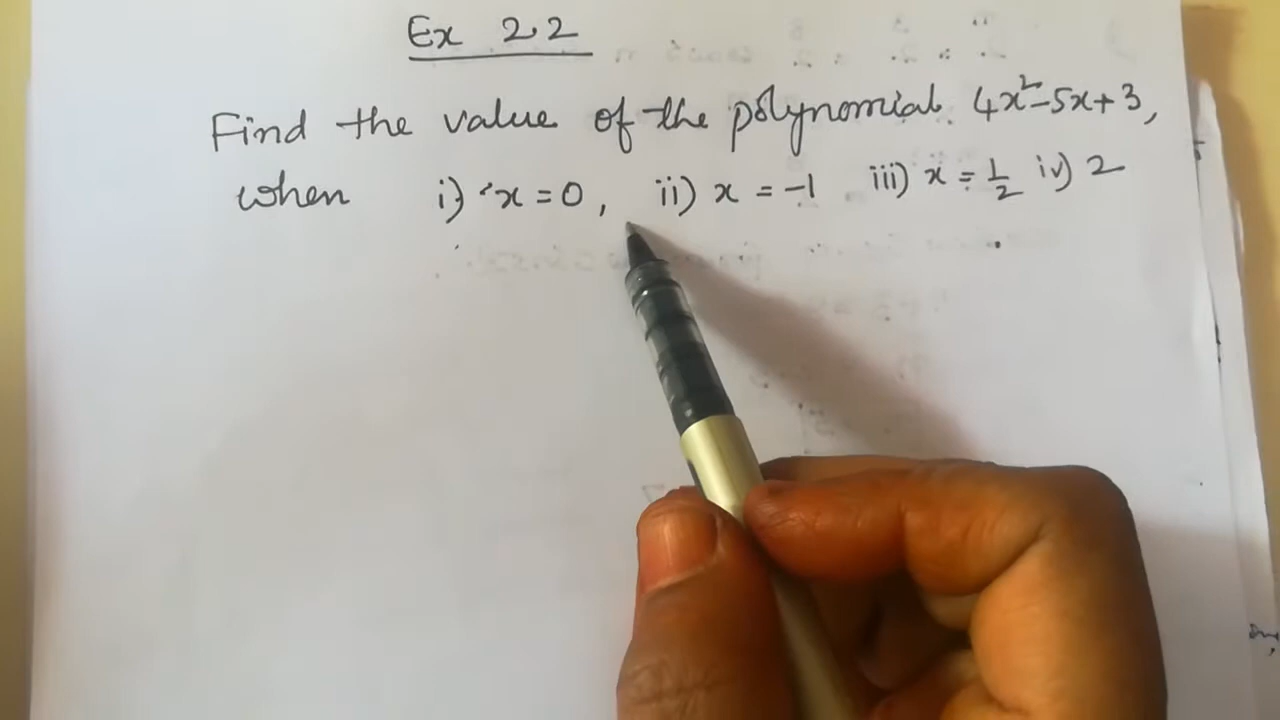 Ex 2.2
Find the value of the polynomial 4x²-5x+3,
when i) x=0, ii) x = -1 iii) x = 1/2 iv) 2